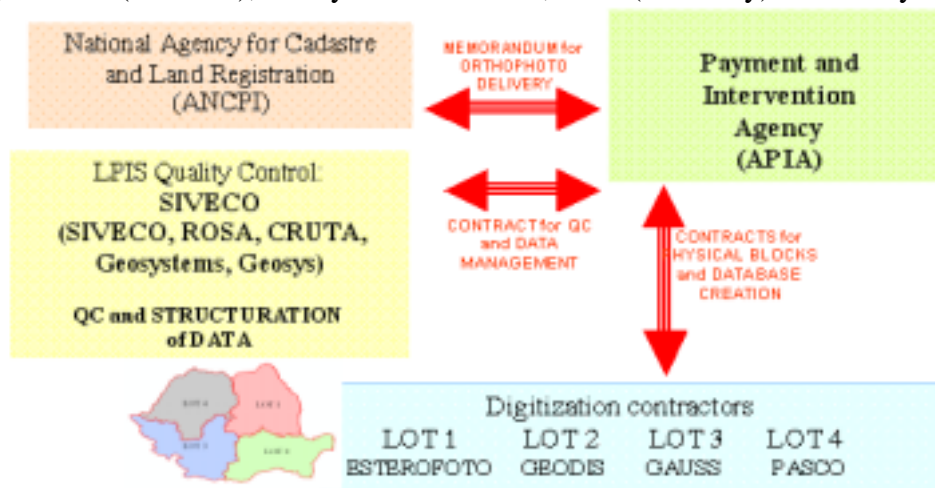 National Agency for Cadastre
and Land Registration
(ANCPI)
MEMORANDUM for
ORTHOPHOTO
DELIVERY
Payment and
Intervention
Agency
(APIA)
LPIS Quality Control:
SIVECO
(SIVECO, ROSA, CRUTA,
Geosystems, Geosys)
QC and STRUCTURATION
of DATA
CONTRACT for QC
and DATA
MANAGEMENT
CONTRACTS for
PHYSICAL BLOCKS
and DATABASE
CREATION
Digitization contractors
LOT 1 LOT 2 LOT 3 LOT 4
ESTEROFOTO GEODIS GAUSS PASCO